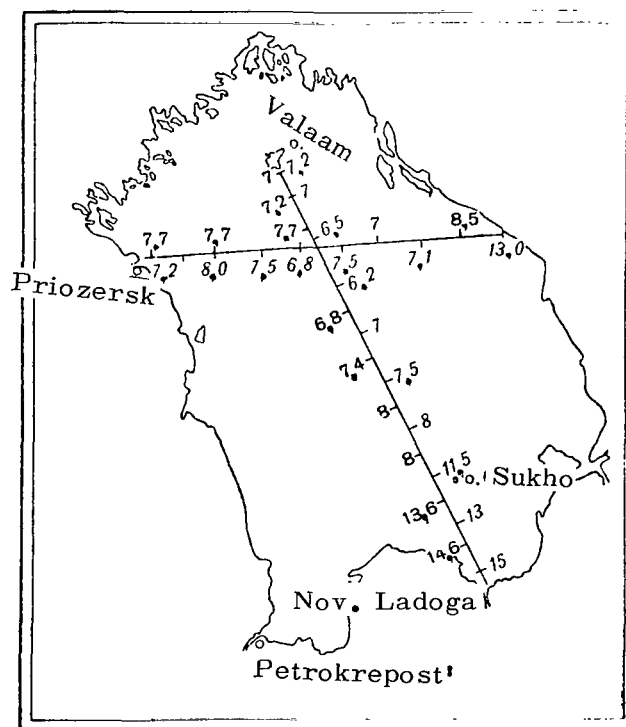 Valaam
o.
7 7,2
7
7,2
7,7 7,7 7,7 6,5 7 8,5
7,2 8,0 7,5 6,8 7,5 7,1 13,0
Priozersk
6,2
6,8
7
7,4
7,5
8
8
8
11,5
o. Sukho
13,6
13
14,6
15
Nov. Ladoga
Petrokrepost'